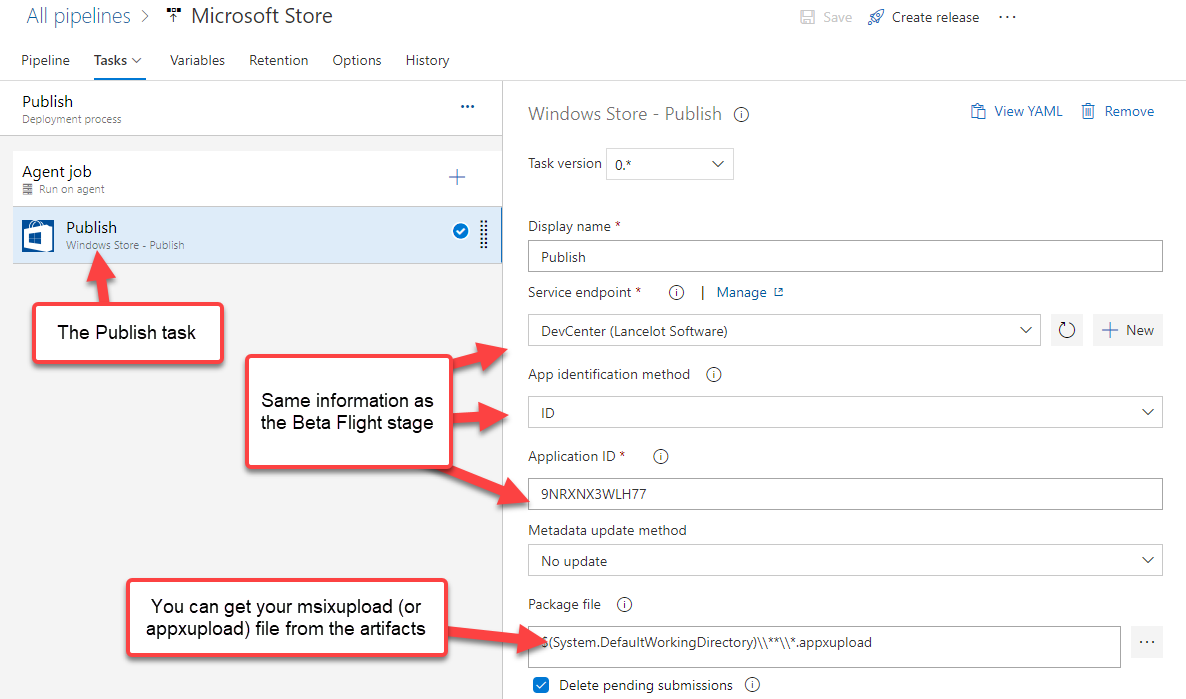 All pipelines > Microsoft Store
Save Create release ...
Pipeline Tasks Variables Retention Options History
Publish
Deployment process
...
Agent job
Run on agent
Publish
Windows Store - Publish
The Publish task
Same information as
the Beta Flight stage
You can get your msixupload (or
appxupload) file from the artifacts
Windows Store - Publish
View YAML Remove
Task version 0.*
Display name *
Publish
Service endpoint * | Manage
DevCenter (Lancelot Software)
New
App identification method
ID
Application ID *
9NRXNX3WLH77
Metadata update method
No update
Package file
(System.DefaultWorkingDirectory)\\**\\*.appxupload
...
Delete pending submissions